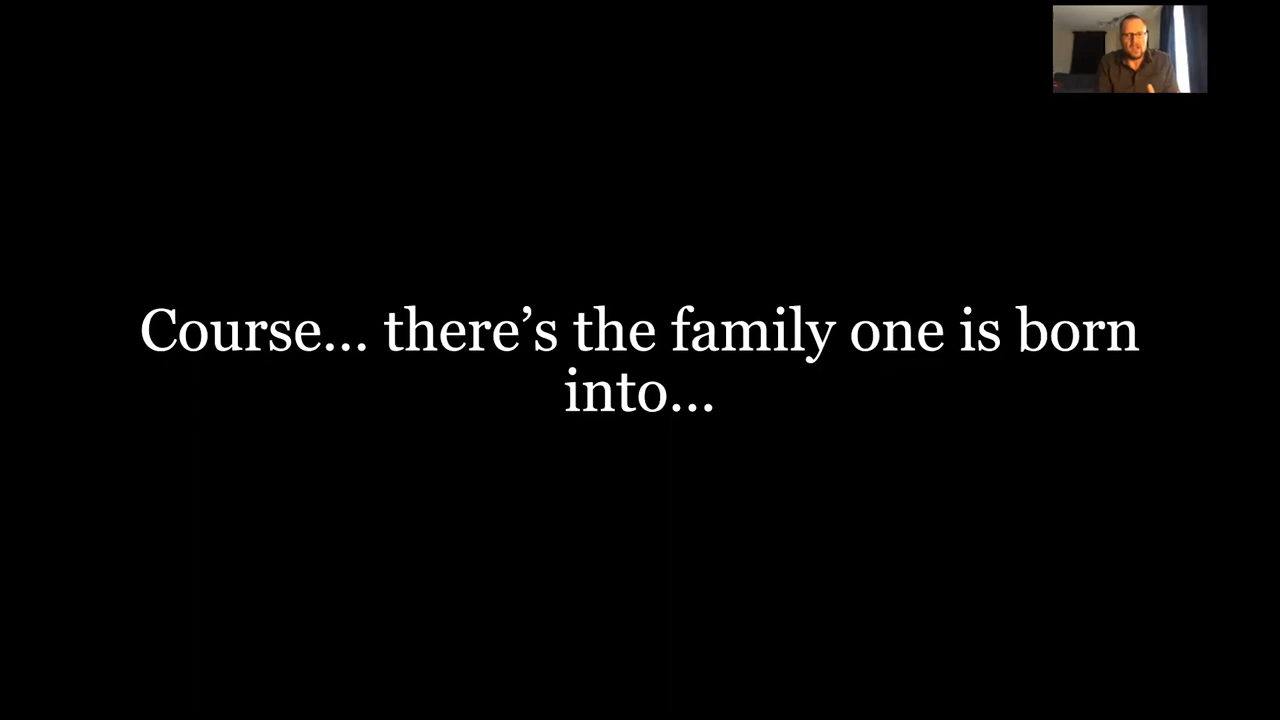 Course… there’s the family one is born
into…